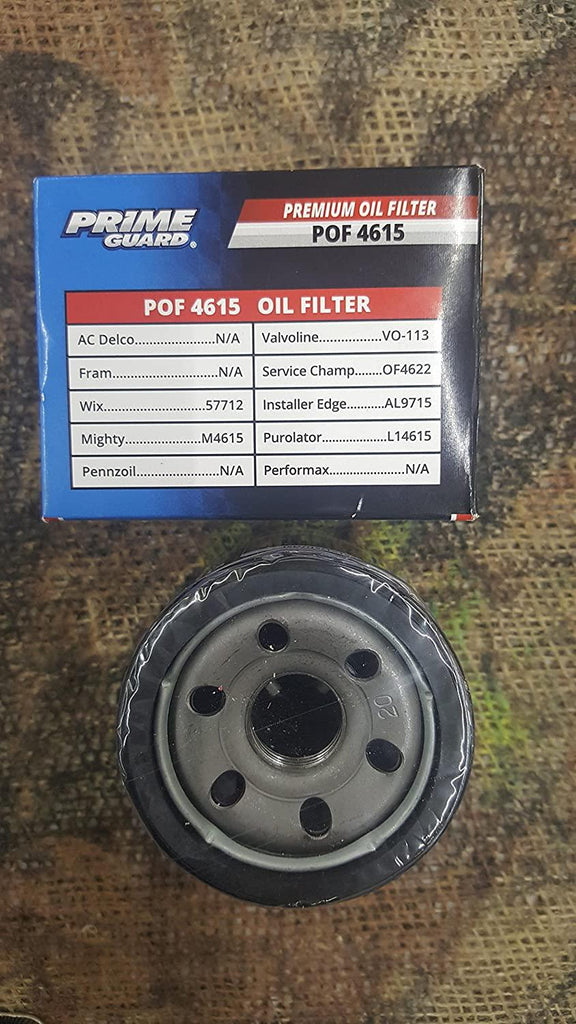 PRIME GUARD®
PREMIUM OIL FILTER
POF 4615
POF 4615 OIL FILTER
AC Delco......................N/A
Valvoline.................VO-113
Fram.............................N/A
Service Champ........OF4622
Wix............................57712
Installer Edge...........AL9715
Mighty.....................M4615
Purolator..................L14615
Pennzoil.......................N/A
Performax.....................N/A
20